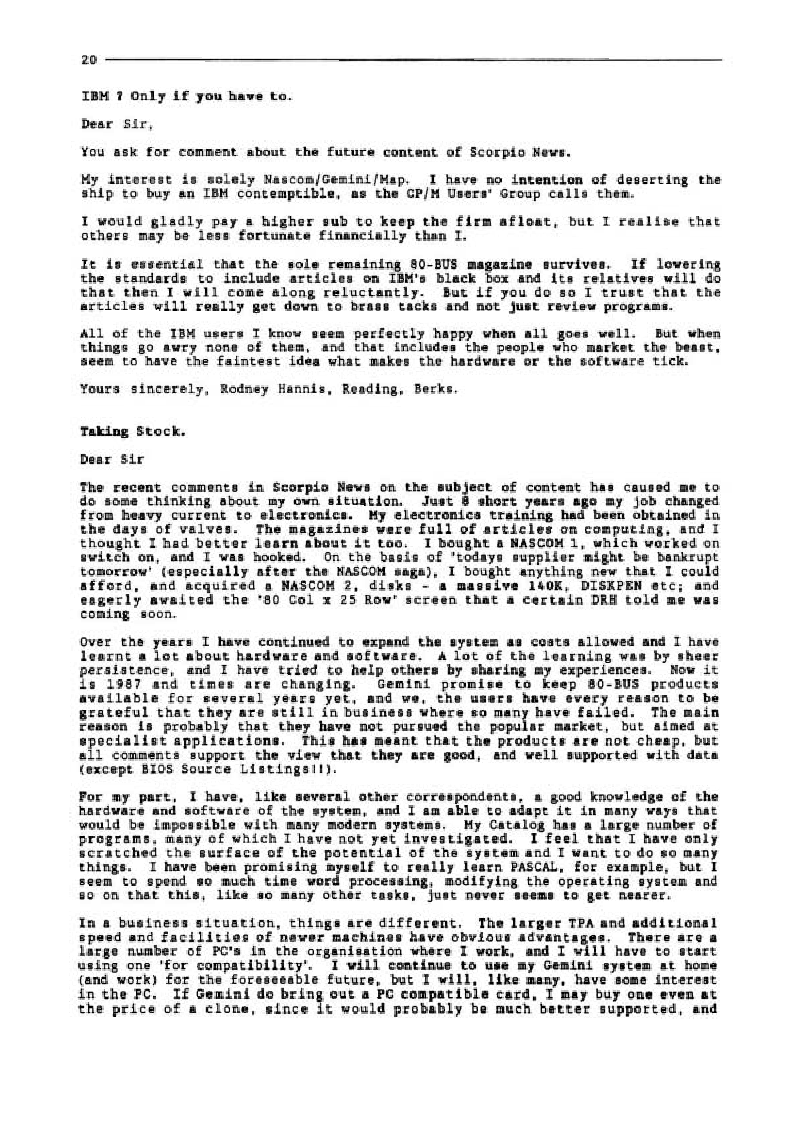 20
IBM ? Only if you have to.
Dear Sir,
You ask for comment about the future content of Scorpio News.
My interest is solely Nascom/Gemini/Map. I have no intention of deserting the
ship to buy an IBM contemptible, as the CP/M Users' Group calls them.
I would gladly pay a higher sub to keep the firm afloat, but I realise that
others may be less fortunate financially than I.
It is essential that the sole remaining 80-BUS magazine survives. If lowering
the standards to include articles on IBM's black box and its relatives will do
that then I will come along reluctantly. But if you do so I trust that the
articles will really get down to brass tacks and not just review programs.
All of the IBM users I know seem perfectly happy when all goes well. But when
things go awry none of them, and that includes the people who market the beast,
seem to have the faintest idea what makes the hardware or the software tick.
Yours sincerely, Rodney Hannis, Reading, Berks.
Taking Stock.
Dear Sir
The recent comments in Scorpio News on the subject of content has caused me to
do some thinking about my own situation. Just 8 short years ago my job changed
from heavy current to electronics. My electronics training had been obtained in
the days of valves. The magazines were full of articles on computing, and I
thought I had better learn about it too. I bought a NASCOM 1, which worked on
switch on, and I was hooked. On the basis of 'todays supplier might be bankrupt
tomorrow' (especially after the NASCOM saga), I bought anything new that I could
afford, and acquired a NASCOM 2, disks - a massive 140K, DISKPEN etc; and
eagerly awaited the '80 Col x 25 Row' screen that a certain DRH told me was
coming soon.
Over the years I have continued to expand the system as costs allowed and I have
learnt a lot about hardware and software. A lot of the learning was by sheer
persistence, and I have tried to help others by sharing my experiences. Now it
is 1987 and times are changing. Gemini promise to keep 80-BUS products
available for several years yet, and we, the users have every reason to be
grateful that they are still in business where so many have failed. The main
reason is probably that they have not pursued the popular market, but aimed at
specialist applications. This has meant that the products are not cheap, but
all comments support the view that they are good, and well supported with data
(except BIOS Source Listings!!).
For my part, I have, like several other correspondents, a good knowledge of the
hardware and software of the system, and I am able to adapt it in many ways that
would be impossible with many modern systems. My Catalog has a large number of
programs, many of which I have not yet investigated. I feel that I have only
scratched the surface of the potential of the system and I want to do so many
things. I have been promising myself to really learn PASCAL, for example, but I
seem to spend so much time word processing, modifying the operating system and
so on that this, like so many other tasks, just never seems to get nearer.
In a business situation, things are different. The larger TPA and additional
speed and facilities of newer machines have obvious advantages. There are a
large number of PC's in the organisation where I work, and I will have to start
using one 'for compatibility'. I will continue to use my Gemini system at home
(and work) for the foreseeable future, but I will, like many, have some interest
in the PC. If Gemini do bring out a PC compatible card, I may buy one even at
the price of a clone, since it would probably be much better supported, and